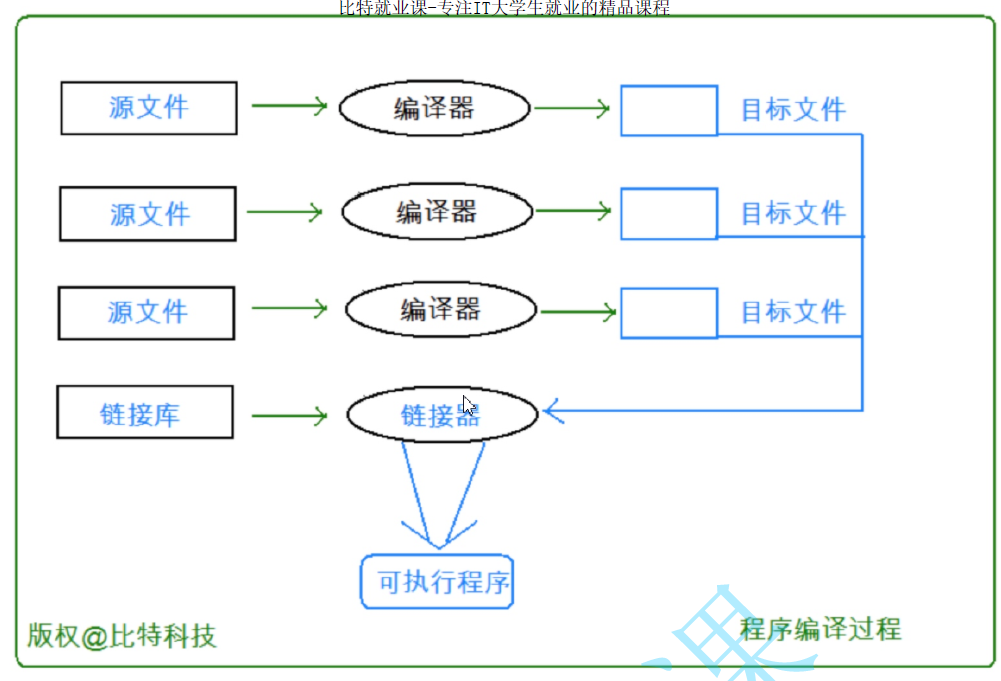 比特就业课-专注IT大学生就业的精品课程
源文件 编译器 目标文件
源文件 编译器 目标文件
源文件 编译器 目标文件
链接库 链接器
可执行程序
版权@比特科技 程序编译过程
课